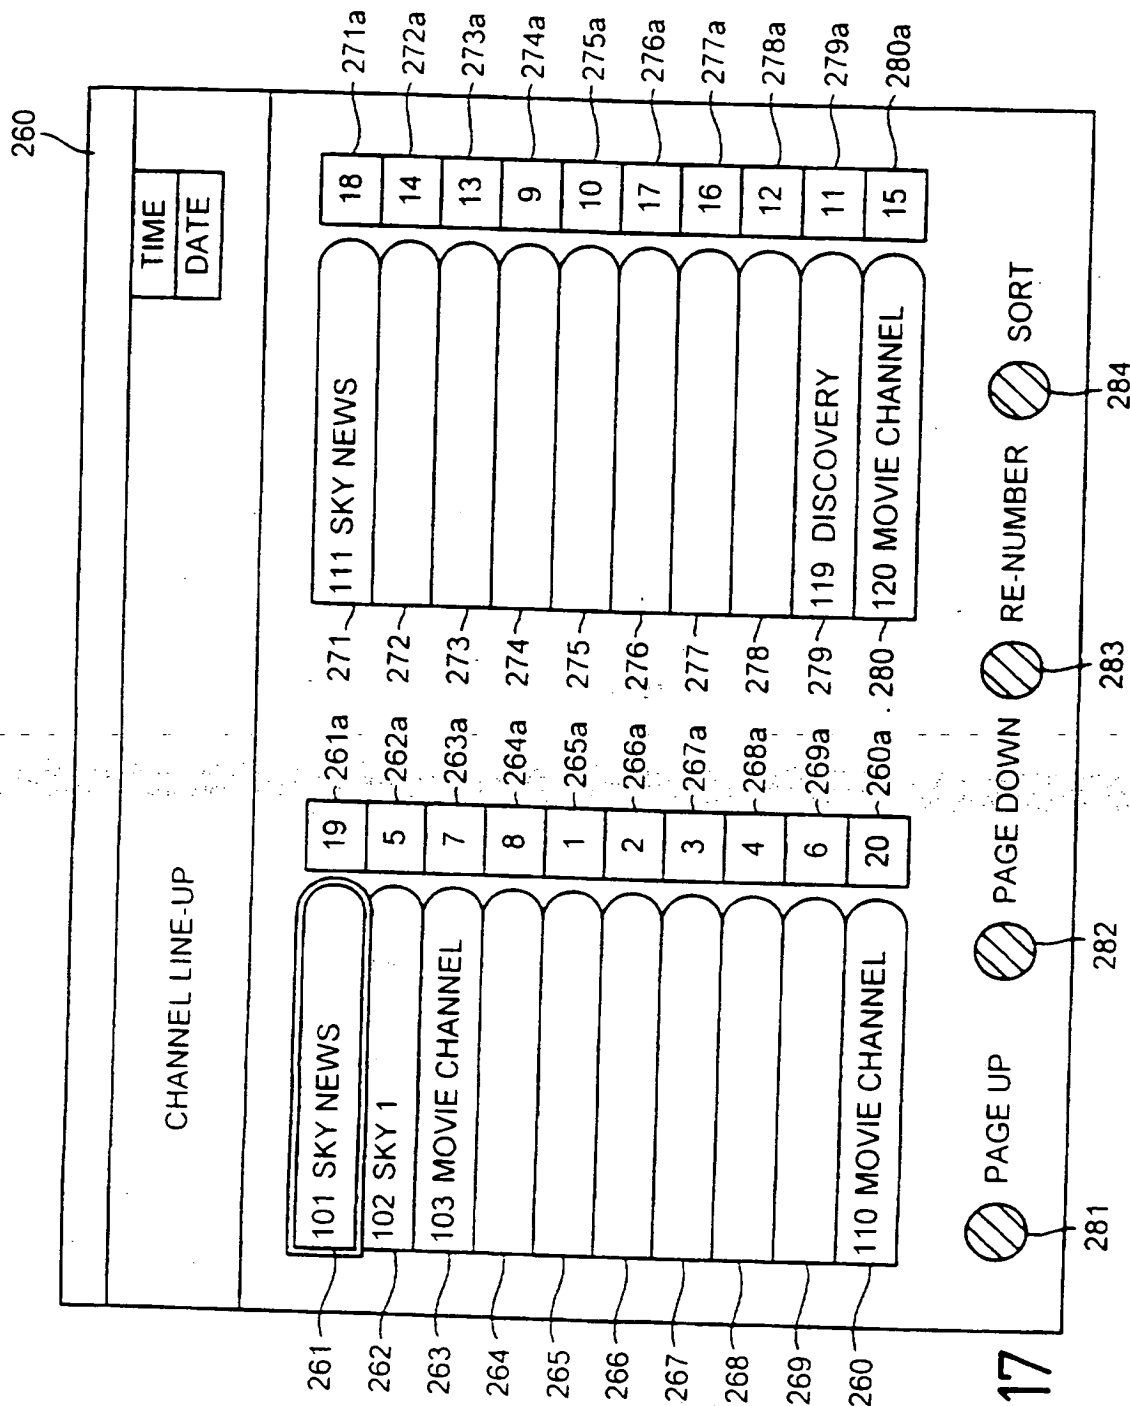 260
TIME
DATE
CHANNEL LINE-UP
261 101 SKY NEWS 19 261a
262 102 SKY 1 5 262a
263 103 MOVIE CHANNEL 7 263a
264 8 264a
265 1 265a
266 2 266a
267 3 267a
268 4 268a
269 6 269a
260 110 MOVIE CHANNEL 20 260a
271 111 SKY NEWS 18 271a
272 14 272a
273 13 273a
274 9 274a
275 10 275a
276 17 276a
277 16 277a
278 12 278a
279 119 DISCOVERY 11 279a
280 120 MOVIE CHANNEL 15 280a
PAGE UP PAGE DOWN RE-NUMBER SORT
281 282 283 284
17